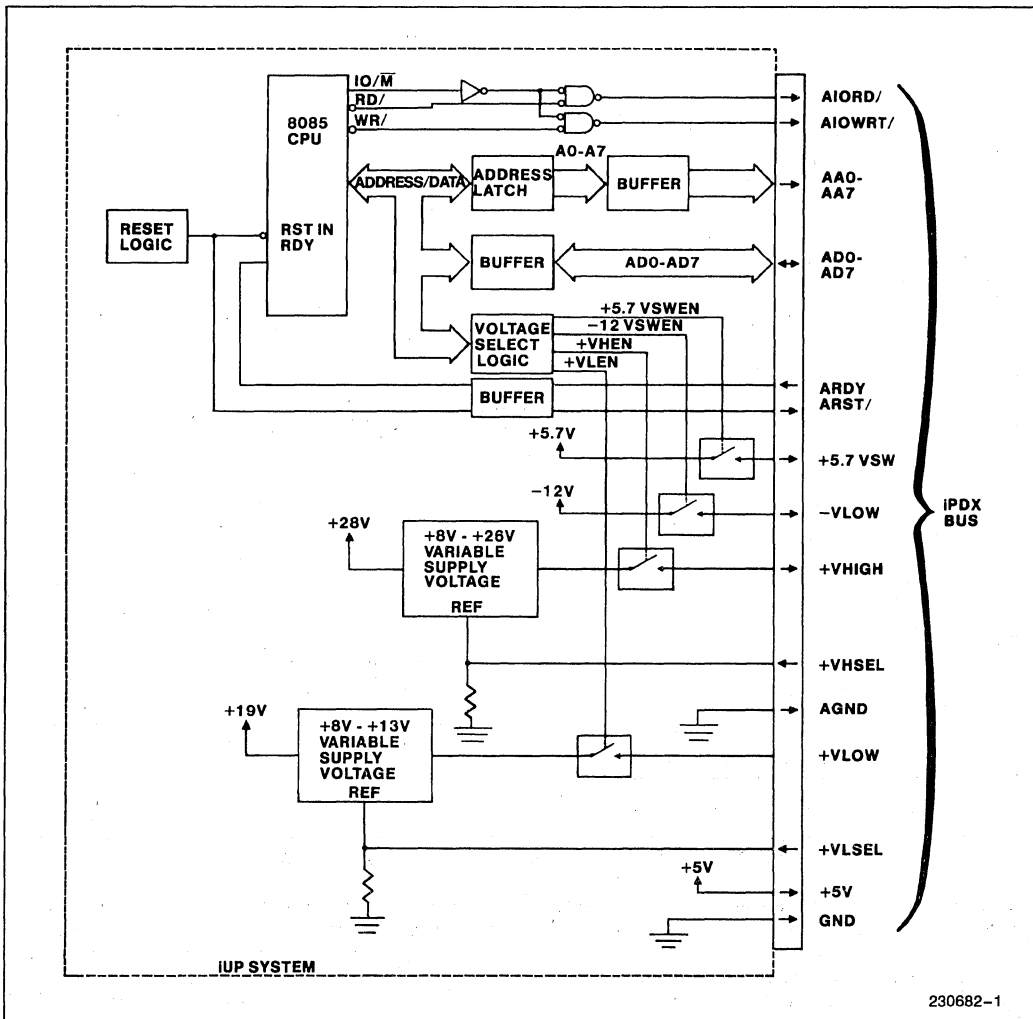 IO/M̅
RD/
WR/
8085
CPU
RST IN
RDY
RESET
LOGIC
ADDRESS/DATA
ADDRESS
LATCH
A0-A7
BUFFER
BUFFER
AD0-AD7
VOLTAGE
SELECT
LOGIC
+5.7 VSWEN
−12 VSWEN
+VHEN
+VLEN
BUFFER
+5.7V
−12V
+28V
+8V - +26V
VARIABLE
SUPPLY
VOLTAGE
REF
+19V
+8V - +13V
VARIABLE
SUPPLY
VOLTAGE
REF
+5V
AIORD/
AIOWRT/
AA0-
AA7
AD0-
AD7
ARDY
ARST/
+5.7 VSW
−VLOW
+VHIGH
+VHSEL
AGND
+VLOW
+VLSEL
+5V
GND
iPDX
BUS
iUP SYSTEM
230682–1